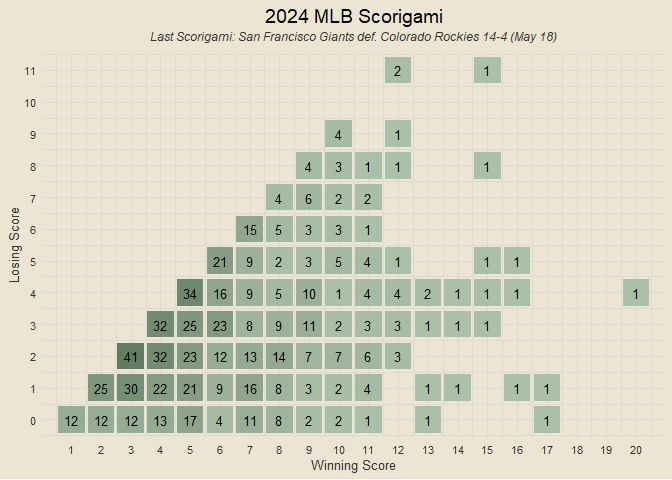 2024 MLB Scorigami
Last Scorigami: San Francisco Giants def. Colorado Rockies 14-4 (May 18)
Losing Score
11 2 1
10
9 4 1
8 4 3 1 1 1
7 4 6 2 2
6 15 5 3 3 1
5 21 9 2 3 5 4 1 1 1
4 34 16 9 5 10 1 4 4 2 1 1 1 1
3 32 25 23 8 9 11 2 3 3 1 1 1
2 41 32 23 12 13 14 7 7 6 3
1 25 30 22 21 9 16 8 3 2 4 1 1 1 1
0 12 12 12 13 17 4 11 8 2 2 1 1 1
1 2 3 4 5 6 7 8 9 10 11 12 13 14 15 16 17 18 19 20
Winning Score